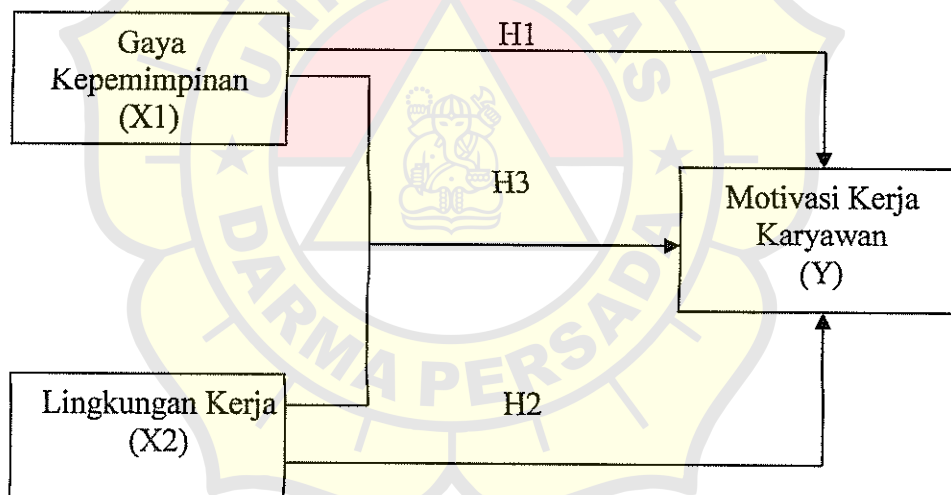 Gaya
Kepemimpinan
(X1)
H1
H3
Motivasi Kerja
Karyawan
(Y)
Lingkungan Kerja
(X2)
H2
DARMA PERSADA